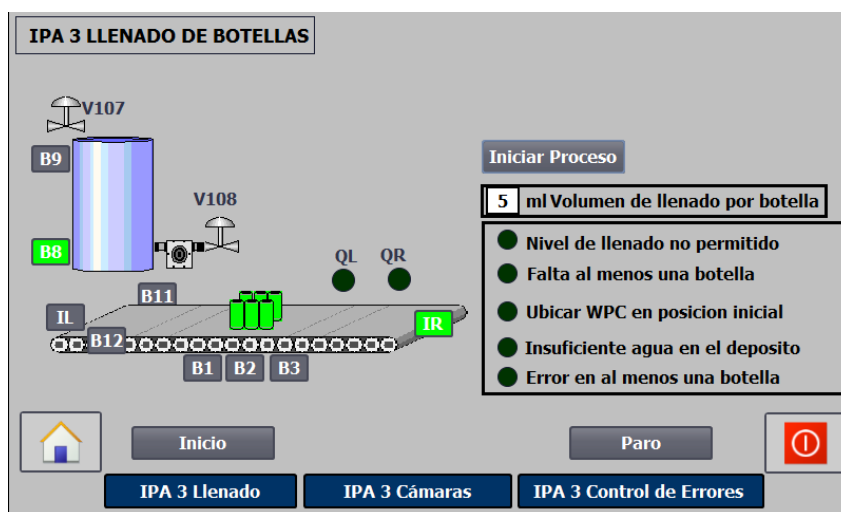 IPA 3 LLENADO DE BOTELLAS
V107
B9
Iniciar Proceso
V108
5 ml Volumen de llenado por botella
B8
Nivel de llenado no permitido
QL QR
Falta al menos una botella
B11
IL
Ubicar WPC en posicion inicial
IR
B12
Insuficiente agua en el deposito
B1 B2 B3
Error en al menos una botella
Inicio
Paro
IPA 3 Llenado
IPA 3 Cámaras
IPA 3 Control de Errores